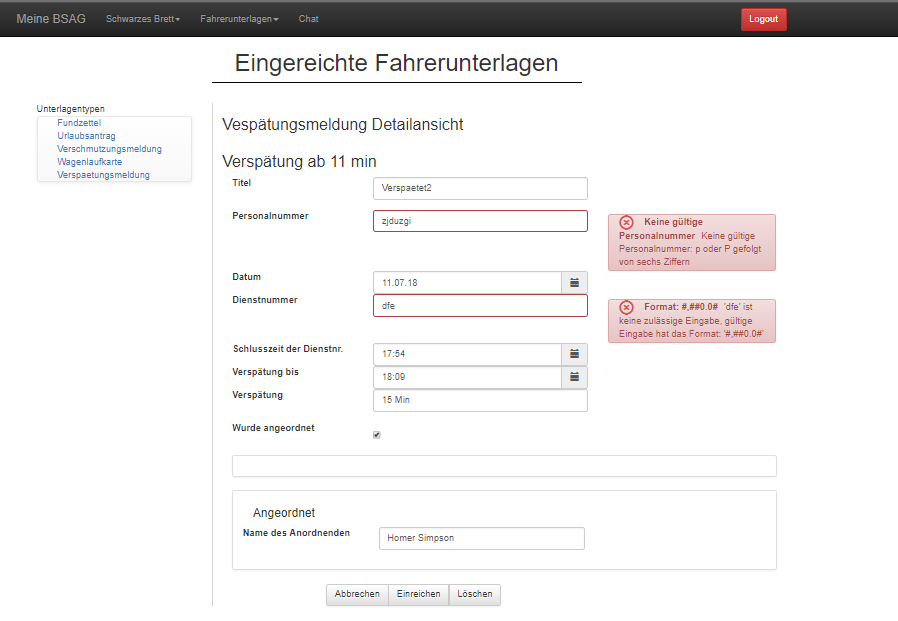 Meine BSAG Schwarzes Brett Fahrerunterlagen Chat Logout
Eingereichte Fahrerunterlagen
Unterlagentypen
Fundzettel
Urlaubsantrag
Verschmutzungsmeldung
Wagenlaufkarte
Verspaetungsmeldung
Vespätungsmeldung Detailansicht
Verspätung ab 11 min
Titel Verspaetet2
Personalnummer zjduzgi
Keine gültige
Personalnummer Keine gültige
Personalnummer: p oder P gefolgt
von sechs Ziffern
Datum 11.07.18
Dienstnummer dfe
Format: #,##0.0# 'dfe' ist
keine zulässige Eingabe, gültige
Eingabe hat das Format: '#,##0.0#'
Schlusszeit der Dienstnr. 17:54
Verspätung bis 18:09
Verspätung 15 Min
Wurde angeordnet
Angeordnet
Name des Anordnenden Homer Simpson
Abbrechen Einreichen Löschen